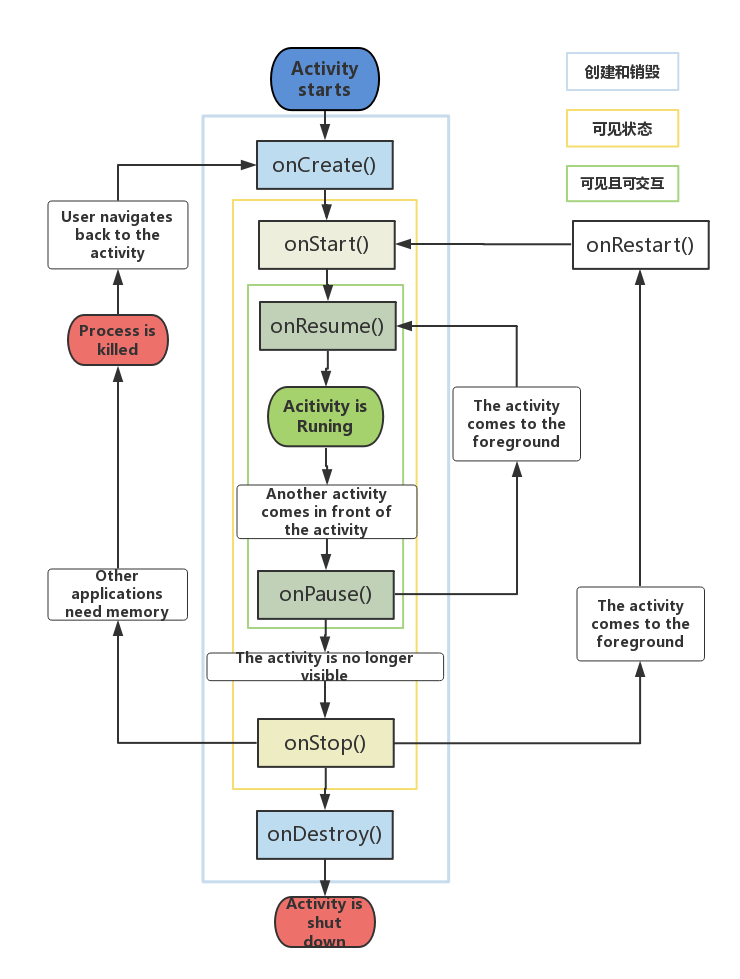 Activity
starts
创建和销毁
可见状态
可见且可交互
onCreate()
User navigates
back to the
activity
onStart()
onRestart()
onResume()
Process is
killed
Acitivity is
Runing
The activity
comes to the
foreground
Another activity
comes in front of
the activity
Other
applications
need memory
onPause()
The activity
comes to the
foreground
The activity is no longer
visible
onStop()
onDestroy()
Activity is
shut
down